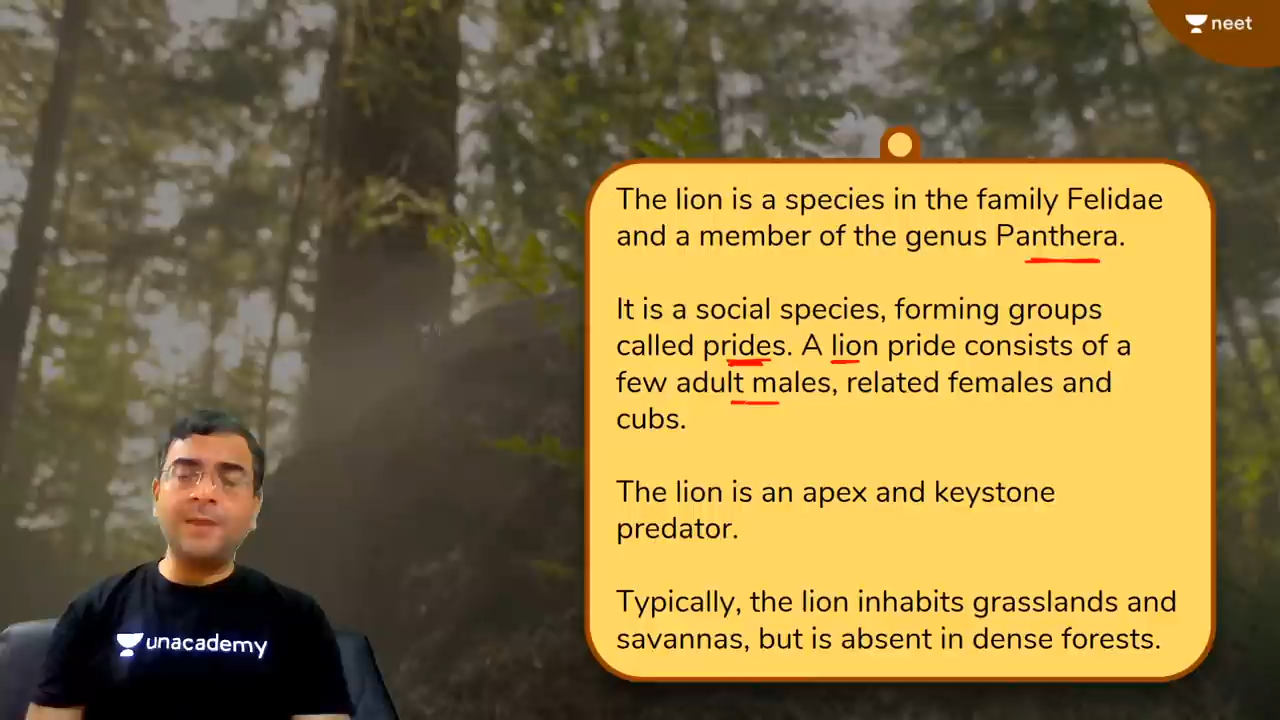 neet
The lion is a species in the family Felidae
and a member of the genus Panthera.
It is a social species, forming groups
called prides. A lion pride consists of a
few adult males, related females and
cubs.
The lion is an apex and keystone
predator.
Typically, the lion inhabits grasslands and
savannas, but is absent in dense forests.
unacademy